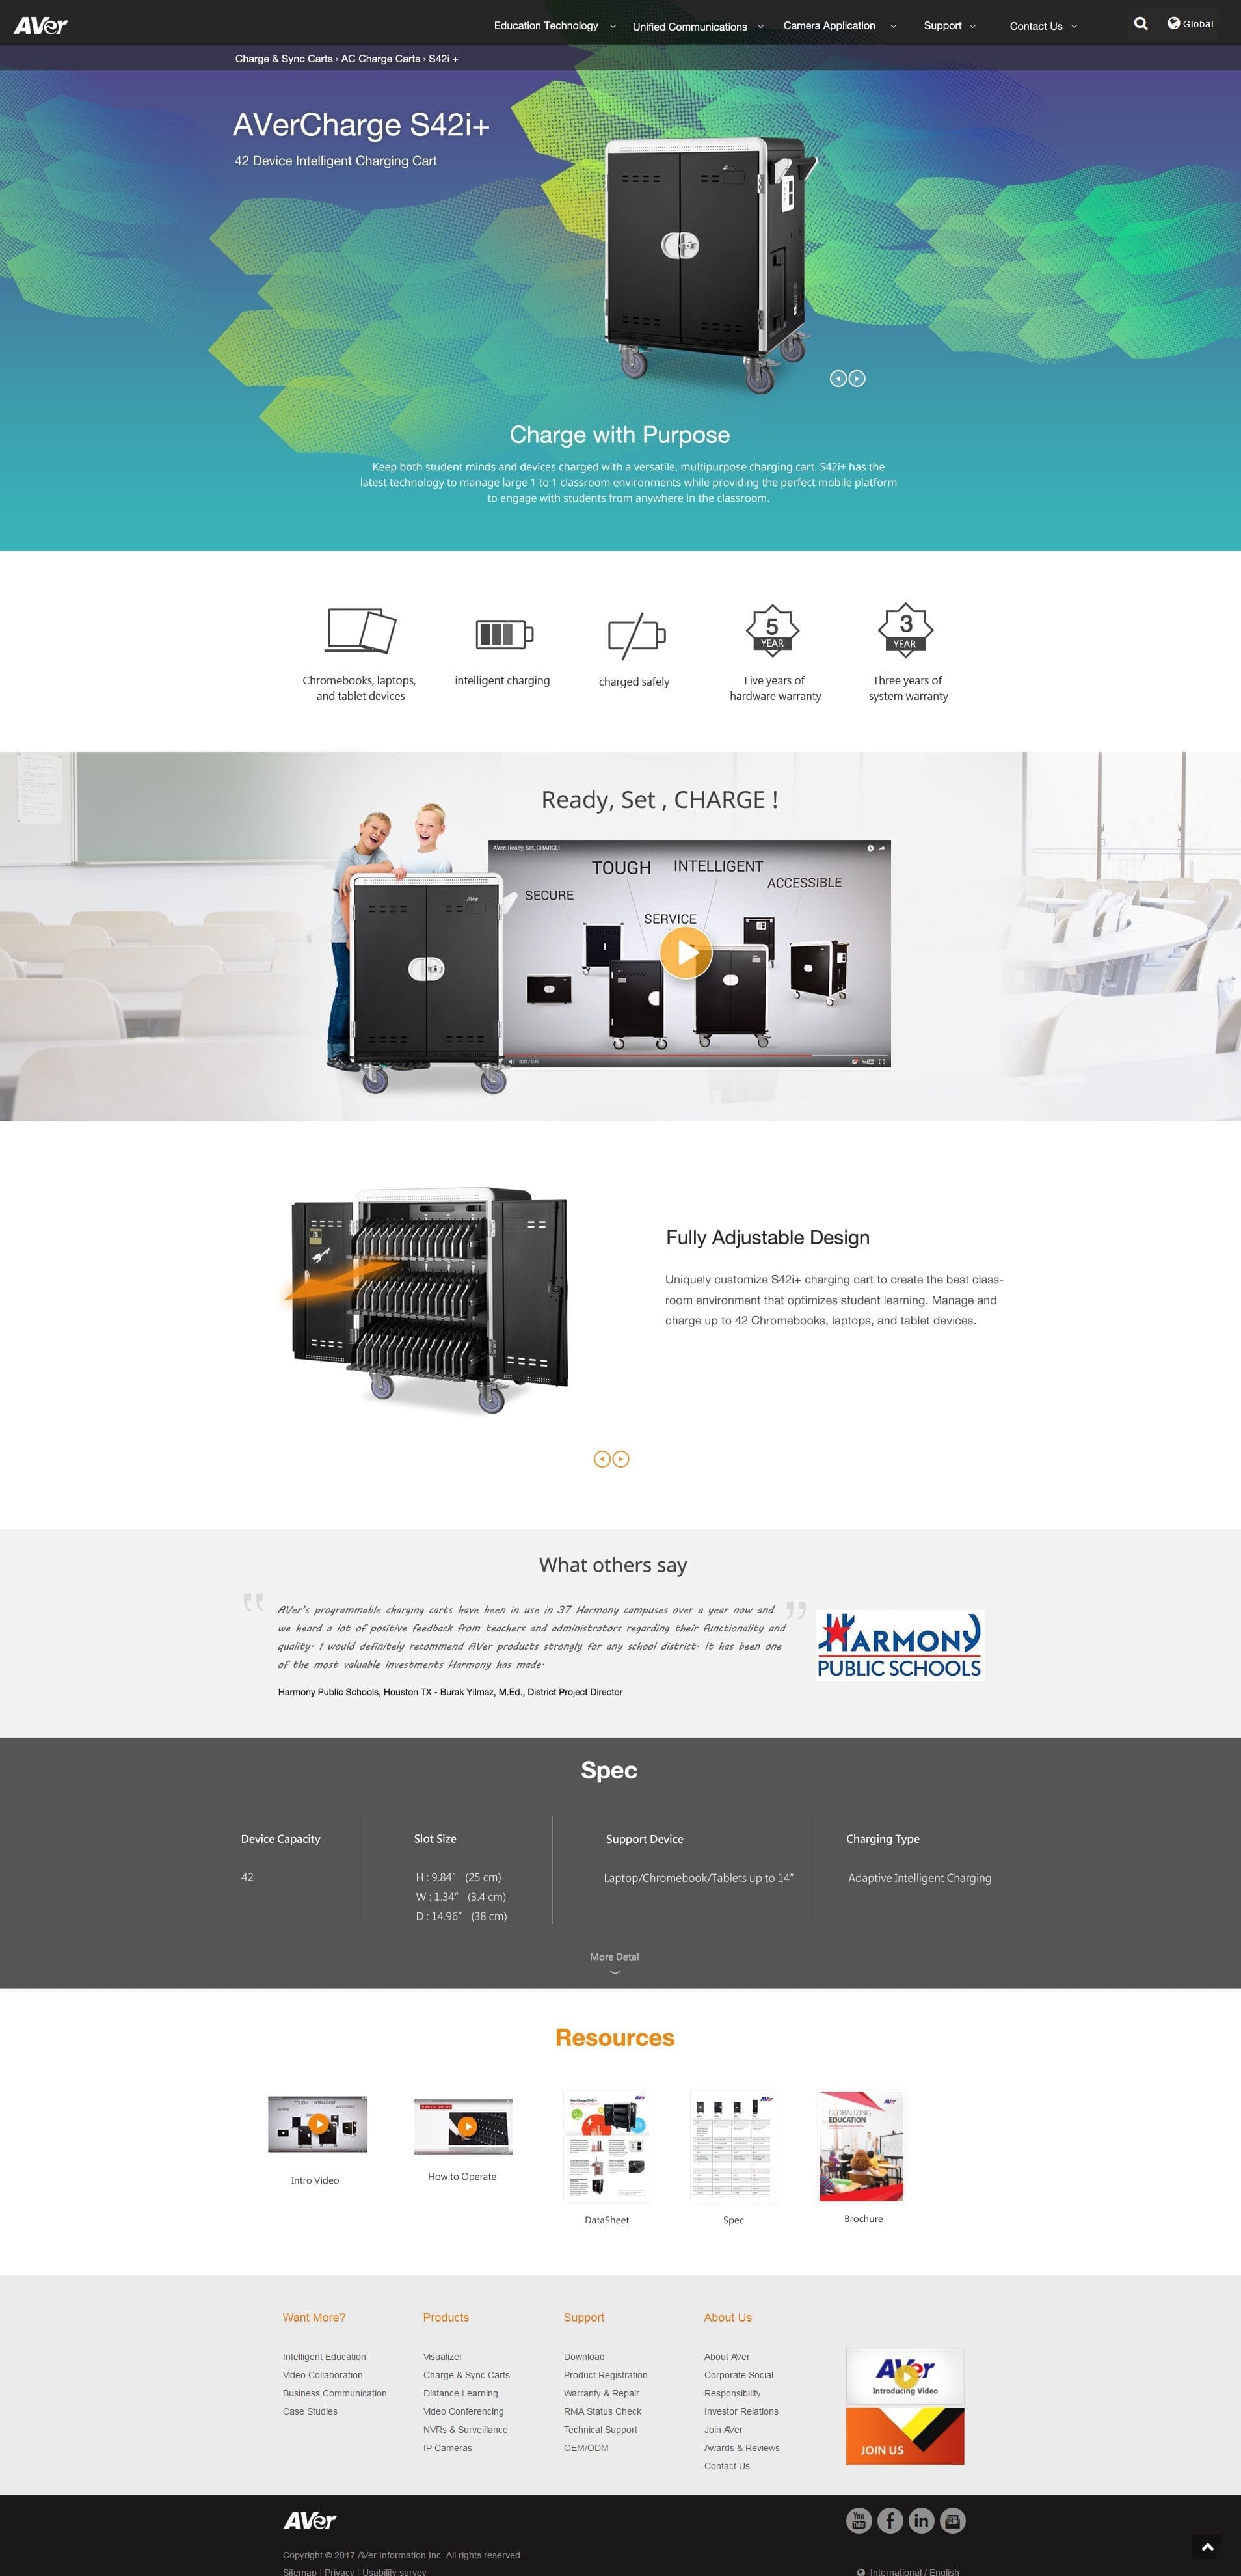 AVer
Education Technology
Unified Communications
Camera Application
Support
Contact Us
Global
Charge & Sync Carts › AC Charge Carts › S42i +
AVerCharge S42i+
42 Device Intelligent Charging Cart
Charge with Purpose
Keep both student minds and devices charged with a versatile, multipurpose charging cart. S42i+ has the
latest technology to manage large 1 to 1 classroom environments while providing the perfect mobile platform
to engage with students from anywhere in the classroom.
5
YEAR
3
YEAR
Chromebooks, laptops,
and tablet devices
intelligent charging
charged safely
Five years of
hardware warranty
Three years of
system warranty
Ready, Set , CHARGE !
AVer: Ready, Set, CHARGE!
TOUGH
INTELLIGENT
ACCESSIBLE
SECURE
SERVICE
AVer
YouTube
Fully Adjustable Design
Uniquely customize S42i+ charging cart to create the best class-
room environment that optimizes student learning. Manage and
charge up to 42 Chromebooks, laptops, and tablet devices.
What others say
AVer's programmable charging carts have been in use in 37 Harmony campuses over a year now and
we heard a lot of positive feedback from teachers and administrators regarding their functionality and
quality. I would definitely recommend AVer products strongly for any school district. It has been one
of the most valuable investments Harmony has made.
Harmony Public Schools, Houston TX - Burak Yilmaz, M.Ed., District Project Director
HARMONY
PUBLIC SCHOOLS
Spec
Device Capacity
42
Slot Size
H : 9.84” (25 cm)
W : 1.34” (3.4 cm)
D : 14.96” (38 cm)
Support Device
Laptop/Chromebook/Tablets up to 14”
Charging Type
Adaptive Intelligent Charging
More Detal
Resources
TOUGH INTELLIGENT
Intro Video
How to Operate
AVerCharge S42i+
DataSheet
Spec
GLOBALIZING
EDUCATION
Brochure
Want More?
Intelligent Education
Video Collaboration
Business Communication
Case Studies
Products
Visualizer
Charge & Sync Carts
Distance Learning
Video Conferencing
NVRs & Surveillance
IP Cameras
Support
Download
Product Registration
Warranty & Repair
RMA Status Check
Technical Support
OEM/ODM
About Us
About AVer
Corporate Social
Responsibility
Investor Relations
Join AVer
Awards & Reviews
Contact Us
AVer
Introducing Video
JOIN US
AVer
You
Tube
f
in
Copyright © 2017 AVer Information Inc. All rights reserved.
Sitemap | Privacy | Usability survey
International / English